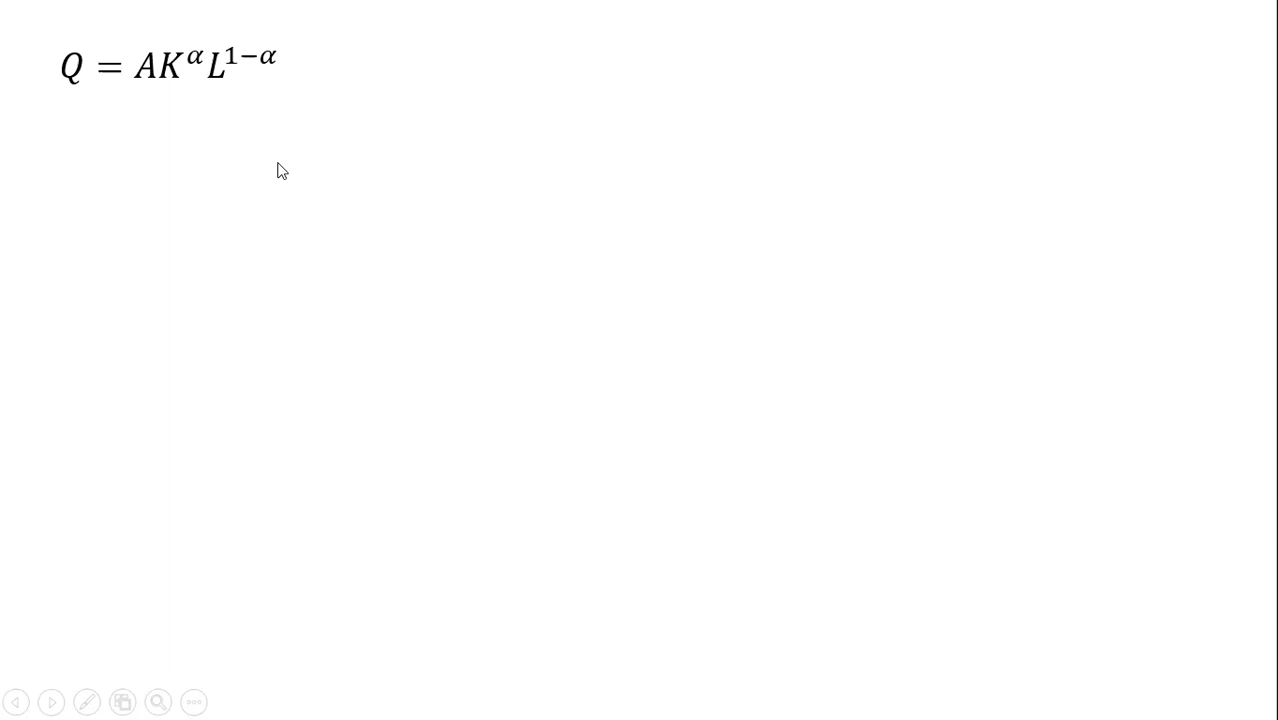 Q = AK^α L^{1−α}